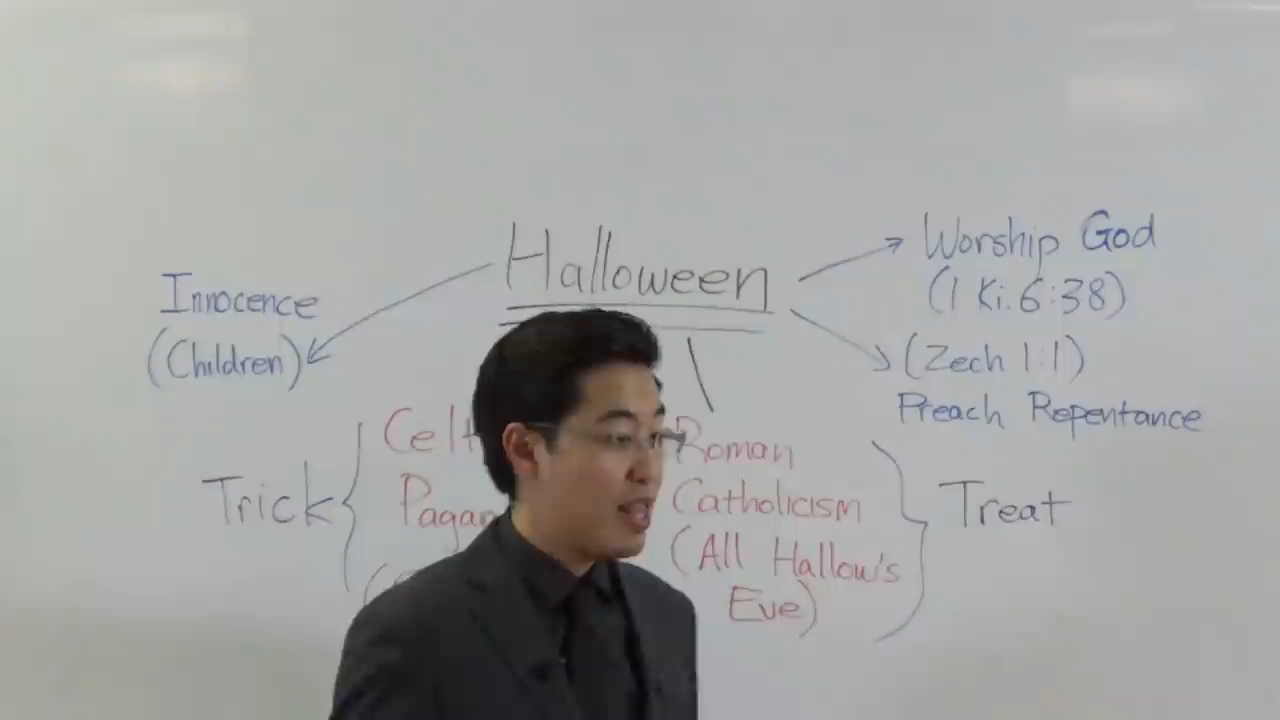 Halloween
Innocence
(Children)
Worship God
(1 Ki. 6:38)
(Zech 1:1)
Preach Repentance
Trick
Roman
Catholicism
(All Hallow's
Eve)
Treat